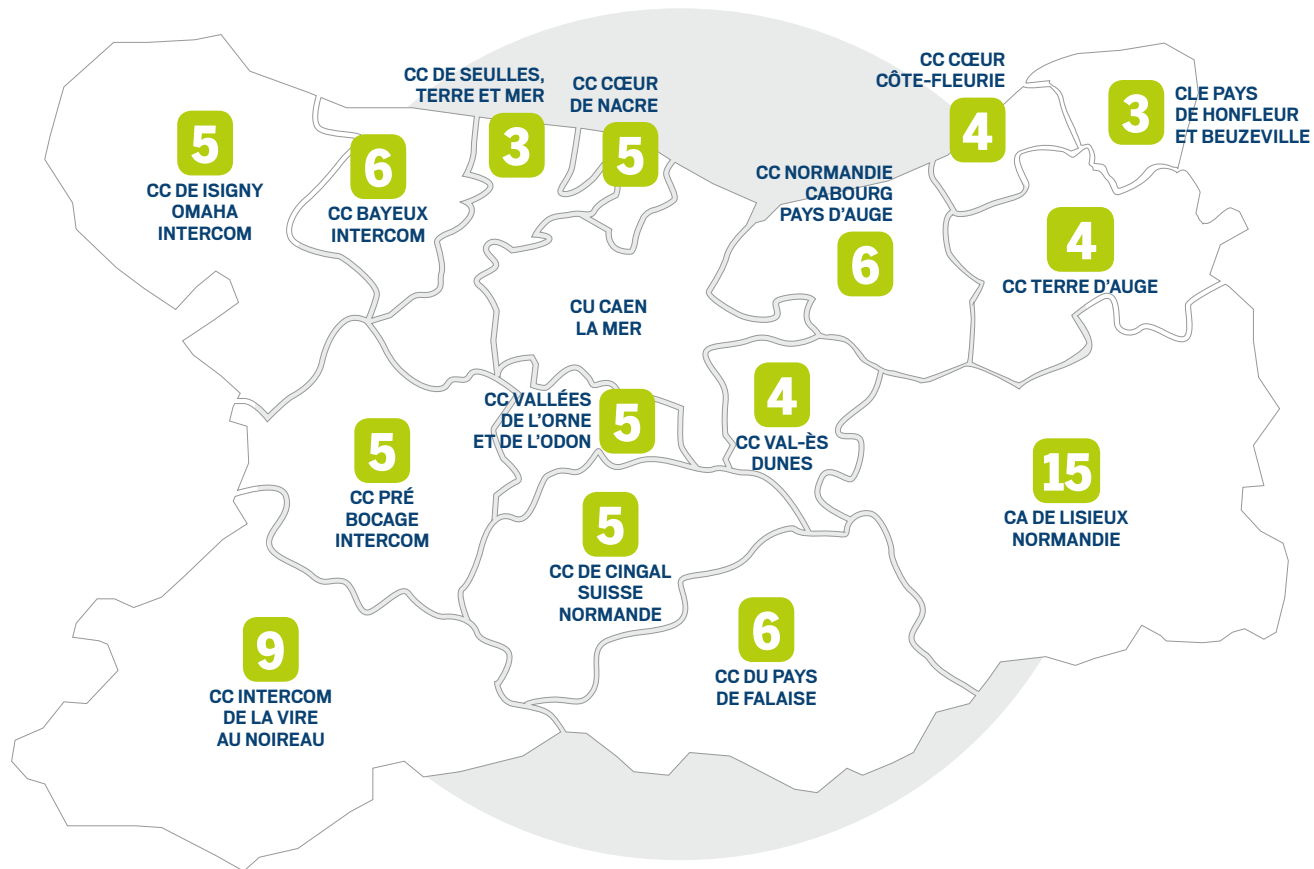 5
CC DE ISIGNY
OMAHA
INTERCOM
6
CC BAYEUX
INTERCOM
CC DE SEULLES,
TERRE ET MER
3
CC CŒUR
DE NACRE
5
CC CŒUR
CÔTE-FLEURIE
4
3
CLE PAYS
DE HONFLEUR
ET BEUZEVILLE
CC NORMANDIE
CABOURG
PAYS D'AUGE
6
4
CC TERRE D'AUGE
CU CAEN
LA MER
CC VALLÉES
DE L'ORNE
ET DE L'ODON
5
4
CC VAL-ÈS
DUNES
5
CC PRÉ
BOCAGE
INTERCOM
5
CC DE CINGAL
SUISSE
NORMANDE
15
CA DE LISIEUX
NORMANDIE
9
CC INTERCOM
DE LA VIRE
AU NOIREAU
6
CC DU PAYS
DE FALAISE